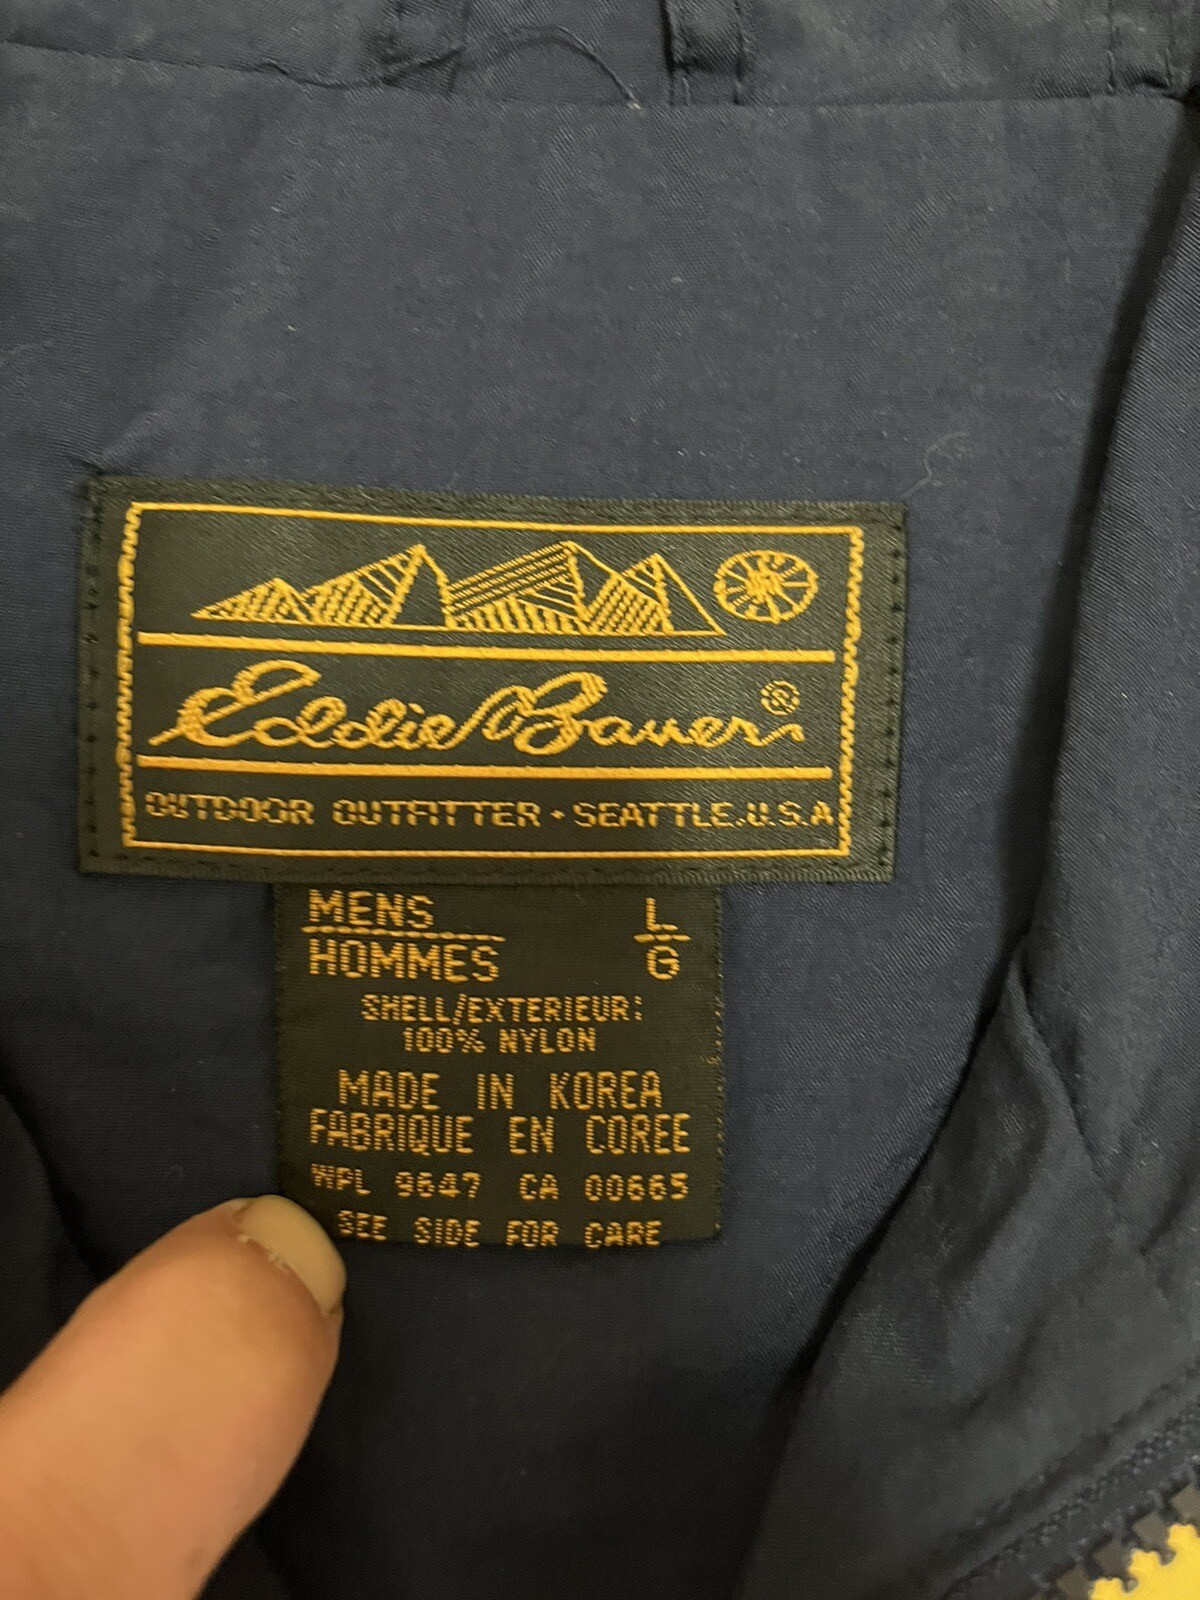 Eddie Bauer ®
OUTDOOR OUTFITTER • SEATTLE, U.S.A
MENS L
HOMMES G
SHELL/EXTERIEUR:
100% NYLON
MADE IN KOREA
FABRIQUE EN COREE
WPL 9647 CA 00665
SEE SIDE FOR CARE